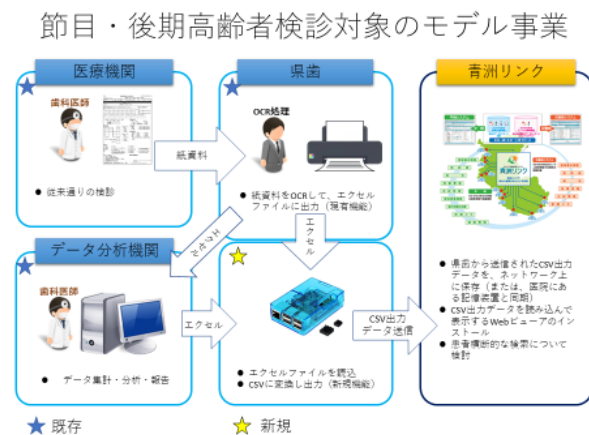 節目・後期高齢者検診対象のモデル事業
医療機関
歯科医師
● 従来通りの検診
紙資料
県歯
OCR処理
● 紙資料をOCRして、エクセル
ファイルに出力（現有機能）
エクセル
エクセル
データ分析機関
歯科医師
● データ集計・分析・報告
エクセル
● エクセルファイルを読込
● CSVに変換し出力（新規機能）
CSV出力
データ送信
青洲リンク
青洲リンク
● 県歯から送信されたCSV出力
データを、ネットワーク上
に保存（または、医院にあ
る記憶装置と同期）
● CSV出力データを読み込んで
表示するWebビューアのイン
ストール
● 患者横断的な検索について
検討
既存
新規